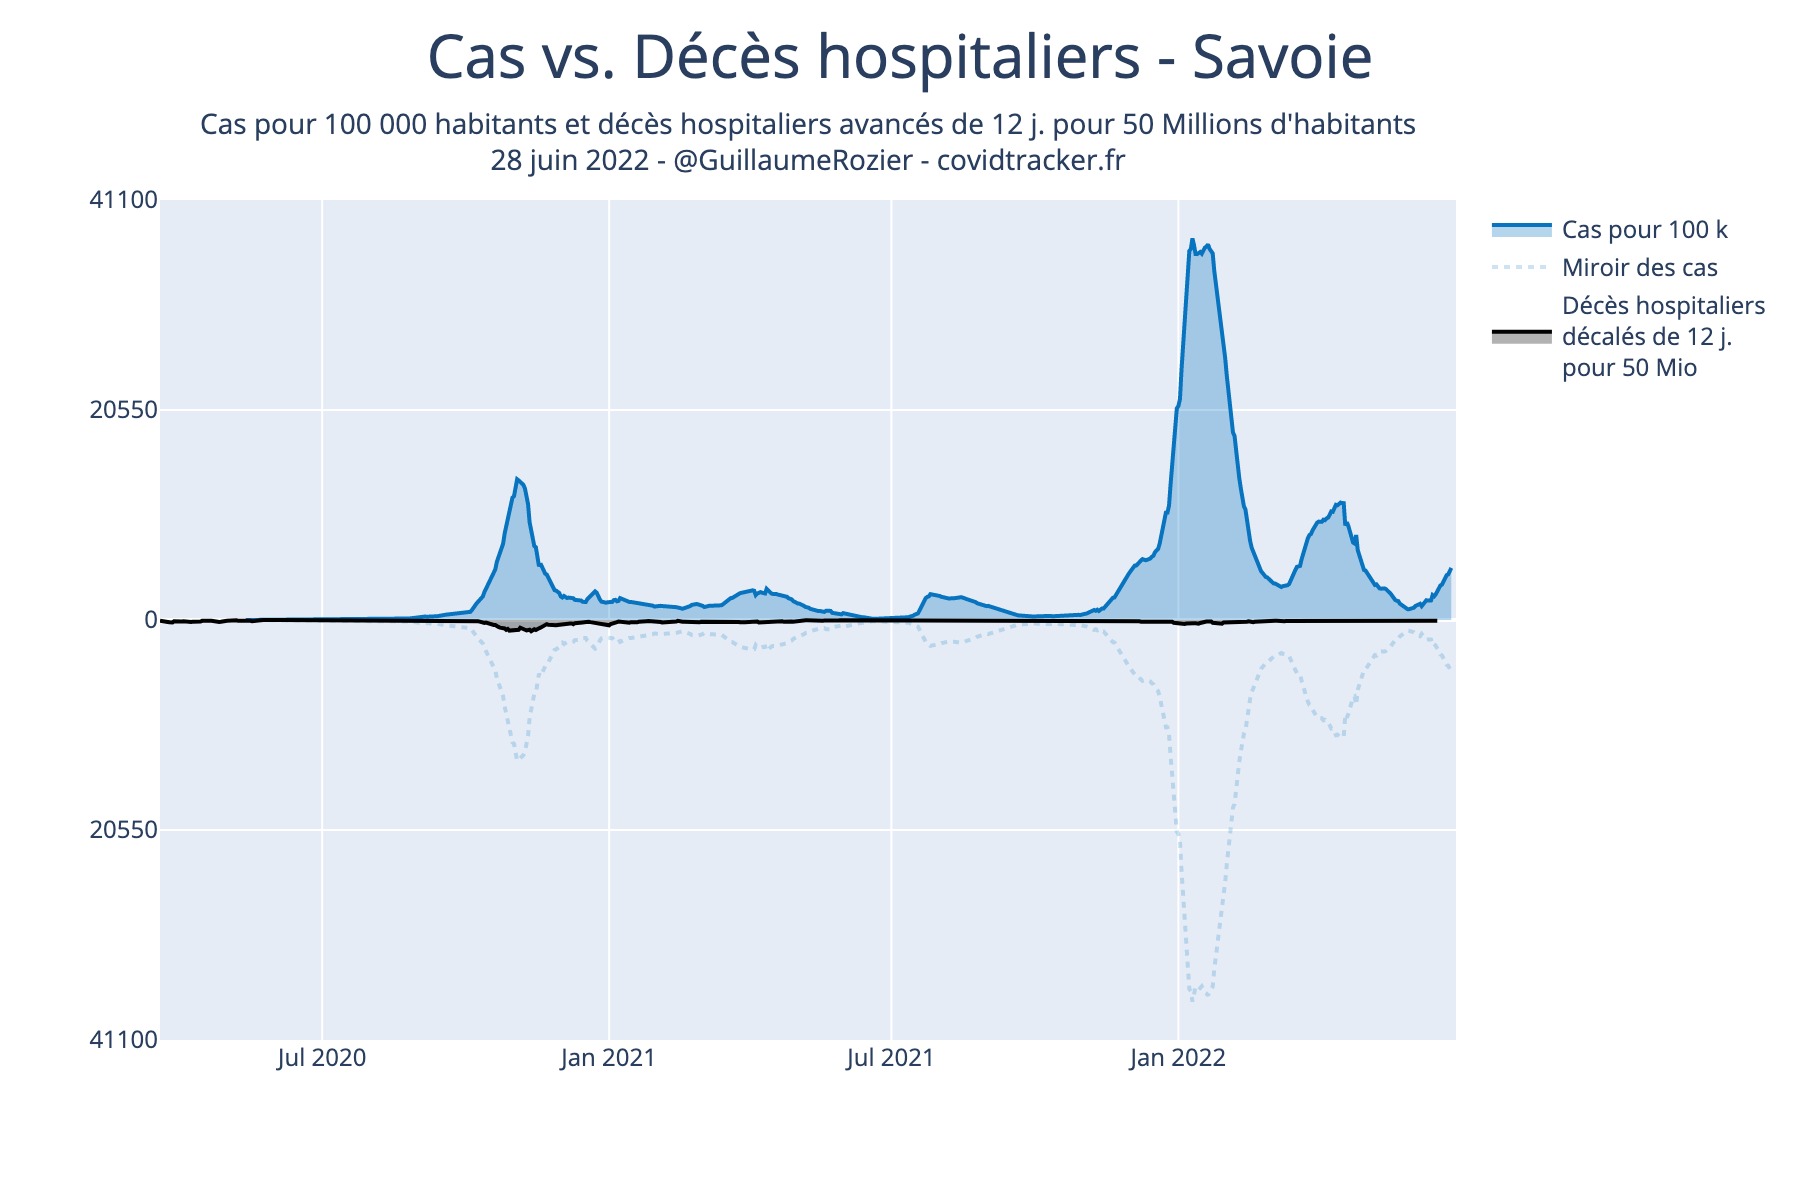 Cas vs. Décès hospitaliers - Savoie
Cas pour 100 000 habitants et décès hospitaliers avancés de 12 j. pour 50 Millions d'habitants
28 juin 2022 - @GuillaumeRozier - covidtracker.fr
41100
20550
0
20550
41100
Jul 2020
Jan 2021
Jul 2021
Jan 2022
Cas pour 100 k
Miroir des cas
Décès hospitaliers
décalés de 12 j.
pour 50 Mio